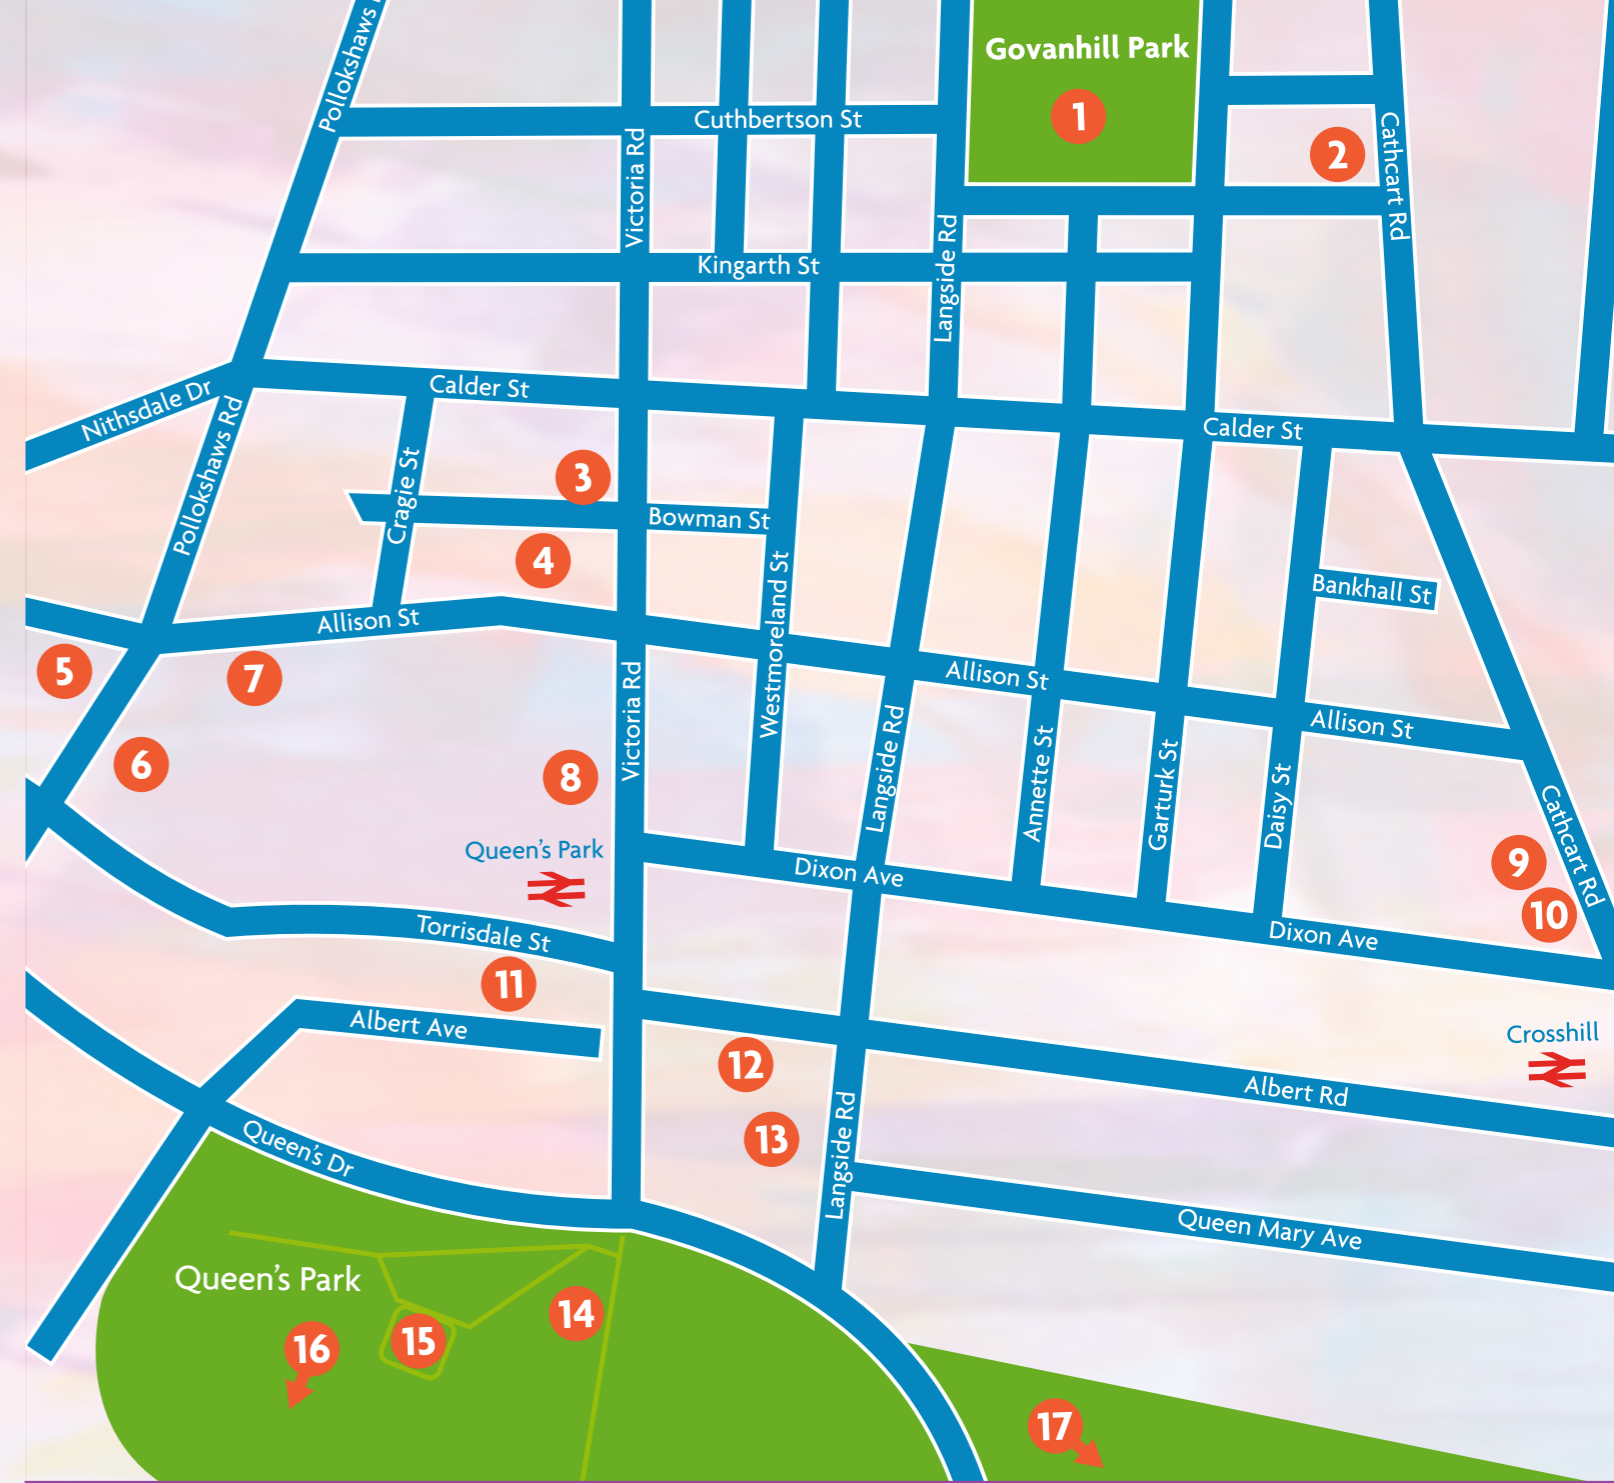 Pollokshaws
Govanhill Park
1
Cuthbertson St
2
Cathcart Rd
Victoria Rd
Langside Rd
Kingarth St
Nithsdale Dr
Calder St
Pollokshaws Rd
Calder St
Cragie St
3
Bowman St
4
Westmoreland St
Bankhall St
Allison St
5
7
Victoria Rd
Allison St
Allison St
6
8
Langside Rd
Annette St
Garturk St
Daisy St
Cathcart Rd
Queen's Park
Dixon Ave
9
10
Torrisdale St
Dixon Ave
11
Albert Ave
12
Crosshill
Albert Rd
13
Langside Rd
Queen's Dr
Queen Mary Ave
Queen's Park
14
15
16
17